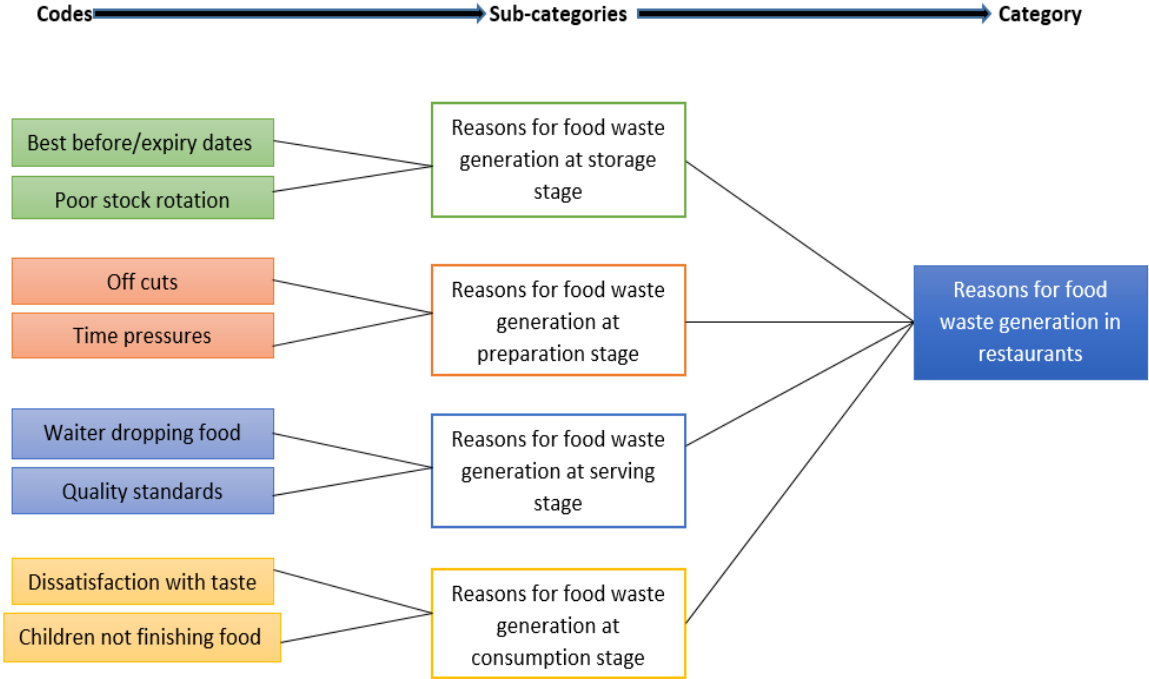 Codes
Sub-categories
Category
Best before/expiry dates
Poor stock rotation
Reasons for food waste
generation at storage
stage
Off cuts
Time pressures
Reasons for food waste
generation at
preparation stage
Reasons for food
waste generation in
restaurants
Waiter dropping food
Quality standards
Reasons for food waste
generation at serving
stage
Dissatisfaction with taste
Children not finishing food
Reasons for food waste
generation at
consumption stage